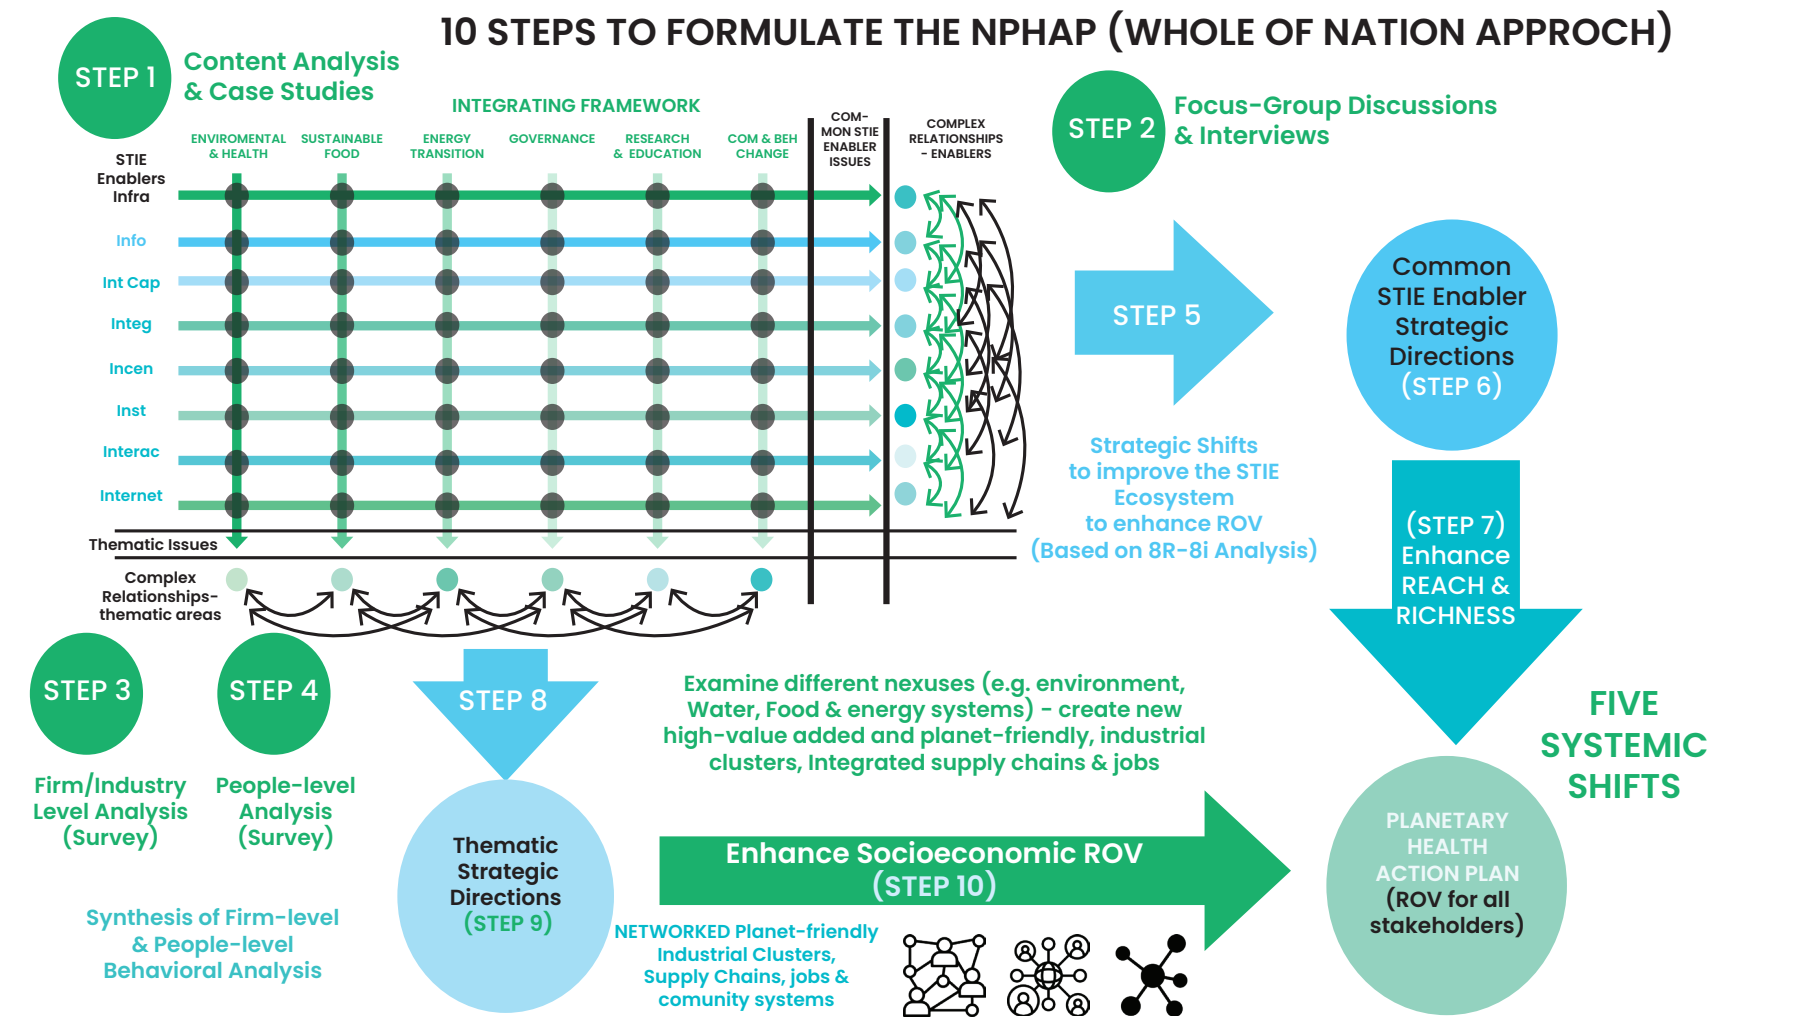 10 STEPS TO FORMULATE THE NPHAP (WHOLE OF NATION APPROCH)
STEP 1
Content Analysis
& Case Studies
INTEGRATING FRAMEWORK
ENVIROMENTAL
& HEALTH
SUSTAINABLE
FOOD
ENERGY
TRANSITION
GOVERNANCE
RESEARCH
& EDUCATION
COM & BEH
CHANGE
COM-
MON STIE
ENABLER
ISSUES
COMPLEX
RELATIONSHIPS
- ENABLERS
STEP 2
Focus-Group Discussions
& Interviews
STIE
Enablers
Infra
Info
Int Cap
Integ
Incen
Inst
Interac
Internet
Thematic Issues
Complex
Relationships-
thematic areas
STEP 5
Strategic Shifts
to improve the STIE
Ecosystem
to enhance ROV
(Based on 8R-8i Analysis)
Common
STIE Enabler
Strategic
Directions
(STEP 6)
(STEP 7)
Enhance
REACH &
RICHNESS
STEP 3
Firm/Industry
Level Analysis
(Survey)
STEP 4
People-level
Analysis
(Survey)
Synthesis of Firm-level
& People-level
Behavioral Analysis
STEP 8
Thematic
Strategic
Directions
(STEP 9)
Examine different nexuses (e.g. environment,
Water, Food & energy systems) - create new
high-value added and planet-friendly, industrial
clusters, Integrated supply chains & jobs
Enhance Socioeconomic ROV
(STEP 10)
NETWORKED Planet-friendly
Industrial Clusters,
Supply Chains, jobs &
comunity systems
FIVE
SYSTEMIC
SHIFTS
PLANETARY
HEALTH
ACTION PLAN
(ROV for all
stakeholders)